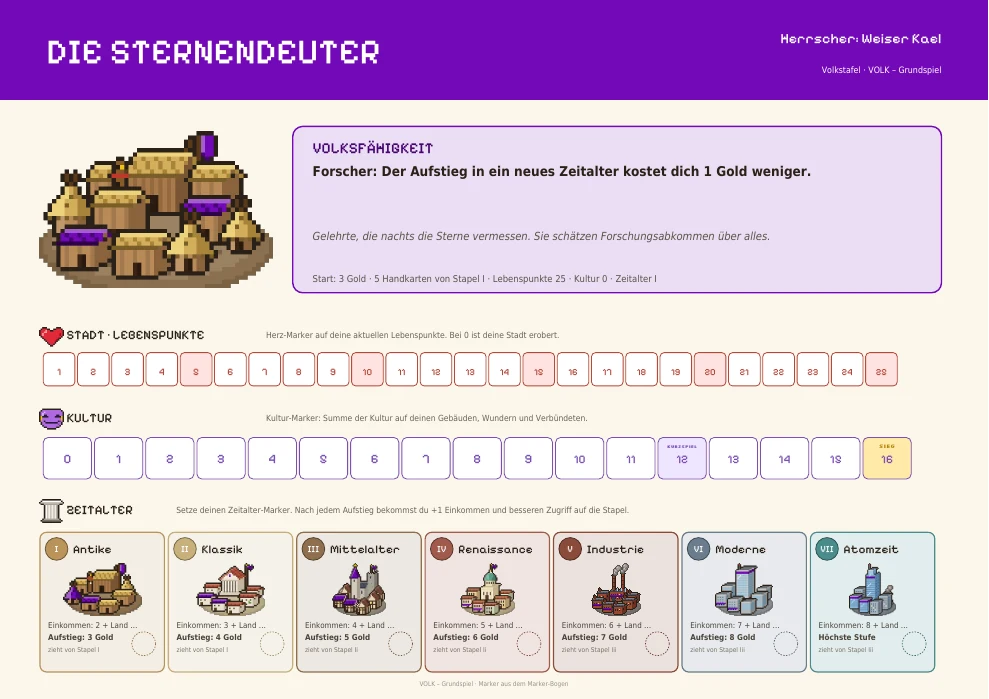 DIE STERNENDEUTER
Herrscher: Weiser Kael
Volkstafel · VOLK – Grundspiel
VOLKSFÄHIGKEIT
Forscher: Der Aufstieg in ein neues Zeitalter kostet dich 1 Gold weniger.
Gelehrte, die nachts die Sterne vermessen. Sie schätzen Forschungsabkommen über alles.
Start: 3 Gold · 5 Handkarten von Stapel I · Lebenspunkte 25 · Kultur 0 · Zeitalter I
STADT · LEBENSPUNKTE
Herz-Marker auf deine aktuellen Lebenspunkte. Bei 0 ist deine Stadt erobert.
1 2 3 4 5 6 7 8 9 10 11 12 13 14 15 16 17 18 19 20 21 22 23 24 25
KULTUR
Kultur-Marker: Summe der Kultur auf deinen Gebäuden, Wundern und Verbündeten.
KURZSPIEL
SIEG
0 1 2 3 4 5 6 7 8 9 10 11 12 13 14 15 16
ZEITALTER
Setze deinen Zeitalter-Marker. Nach jedem Aufstieg bekommst du +1 Einkommen und besseren Zugriff auf die Stapel.
I Antike
Einkommen: 2 + Land ...
Aufstieg: 3 Gold
zieht von Stapel I
II Klassik
Einkommen: 3 + Land ...
Aufstieg: 4 Gold
zieht von Stapel I
III Mittelalter
Einkommen: 4 + Land ...
Aufstieg: 5 Gold
zieht von Stapel Ii
IV Renaissance
Einkommen: 5 + Land ...
Aufstieg: 6 Gold
zieht von Stapel Ii
V Industrie
Einkommen: 6 + Land ...
Aufstieg: 7 Gold
zieht von Stapel Ii
VI Moderne
Einkommen: 7 + Land ...
Aufstieg: 8 Gold
zieht von Stapel Iii
VII Atomzeit
Einkommen: 8 + Land ...
Höchste Stufe
zieht von Stapel Iii
VOLK – Grundspiel · Marker aus dem Marker-Bogen